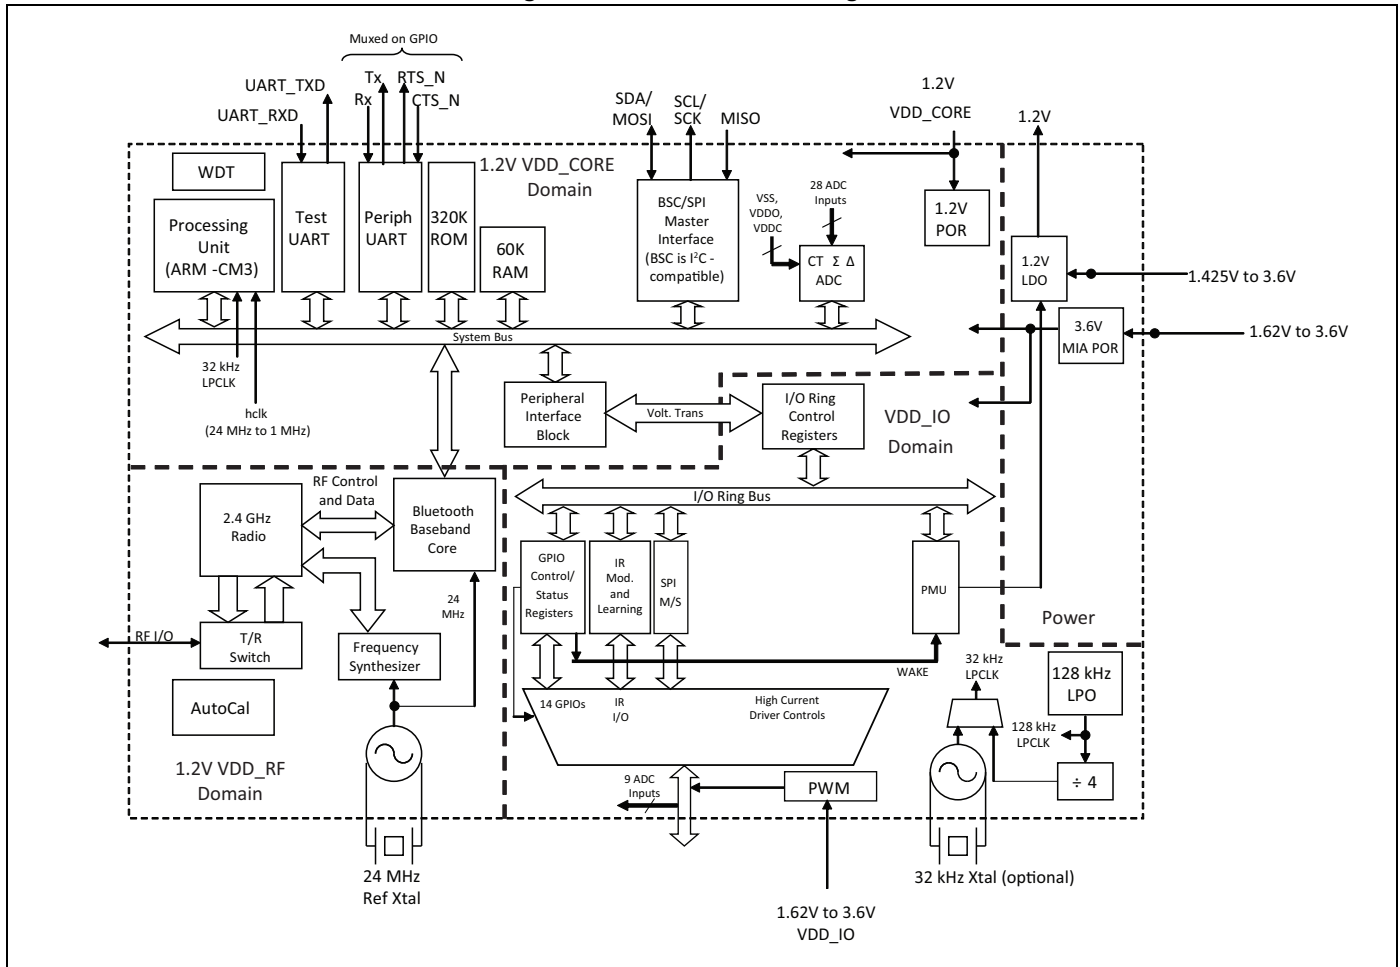 Muxed on GPIO
UART_TXD
UART_RXD
Tx
RTS_N
Rx
CTS_N
SDA/
MOSI
SCL/
SCK
MISO
1.2V
VDD_CORE
1.2V
WDT
1.2V VDD_CORE
Domain
Processing
Unit
(ARM -CM3)
Test
UART
Periph
UART
320K
ROM
60K
RAM
BSC/SPI
Master
Interface
(BSC is I²C -
compatible)
VSS,
VDDO,
VDDC
28 ADC
Inputs
CT Σ Δ
ADC
1.2V
POR
1.2V
LDO
1.425V to 3.6V
3.6V
MIA POR
1.62V to 3.6V
System Bus
32 kHz
LPCLK
hclk
(24 MHz to 1 MHz)
Peripheral
Interface
Block
Volt. Trans
I/O Ring
Control
Registers
VDD_IO
Domain
I/O Ring Bus
RF Control
and Data
2.4 GHz
Radio
Bluetooth
Baseband
Core
24
MHz
RF I/O
T/R
Switch
Frequency
Synthesizer
AutoCal
1.2V VDD_RF
Domain
24 MHz
Ref Xtal
GPIO
Control/
Status
Registers
IR
Mod.
and
Learning
SPI
M/S
PMU
Power
WAKE
14 GPIOs
IR
I/O
High Current
Driver Controls
32 kHz
LPCLK
128 kHz
LPO
128 kHz
LPCLK
÷ 4
9 ADC
Inputs
PWM
32 kHz Xtal (optional)
1.62V to 3.6V
VDD_IO